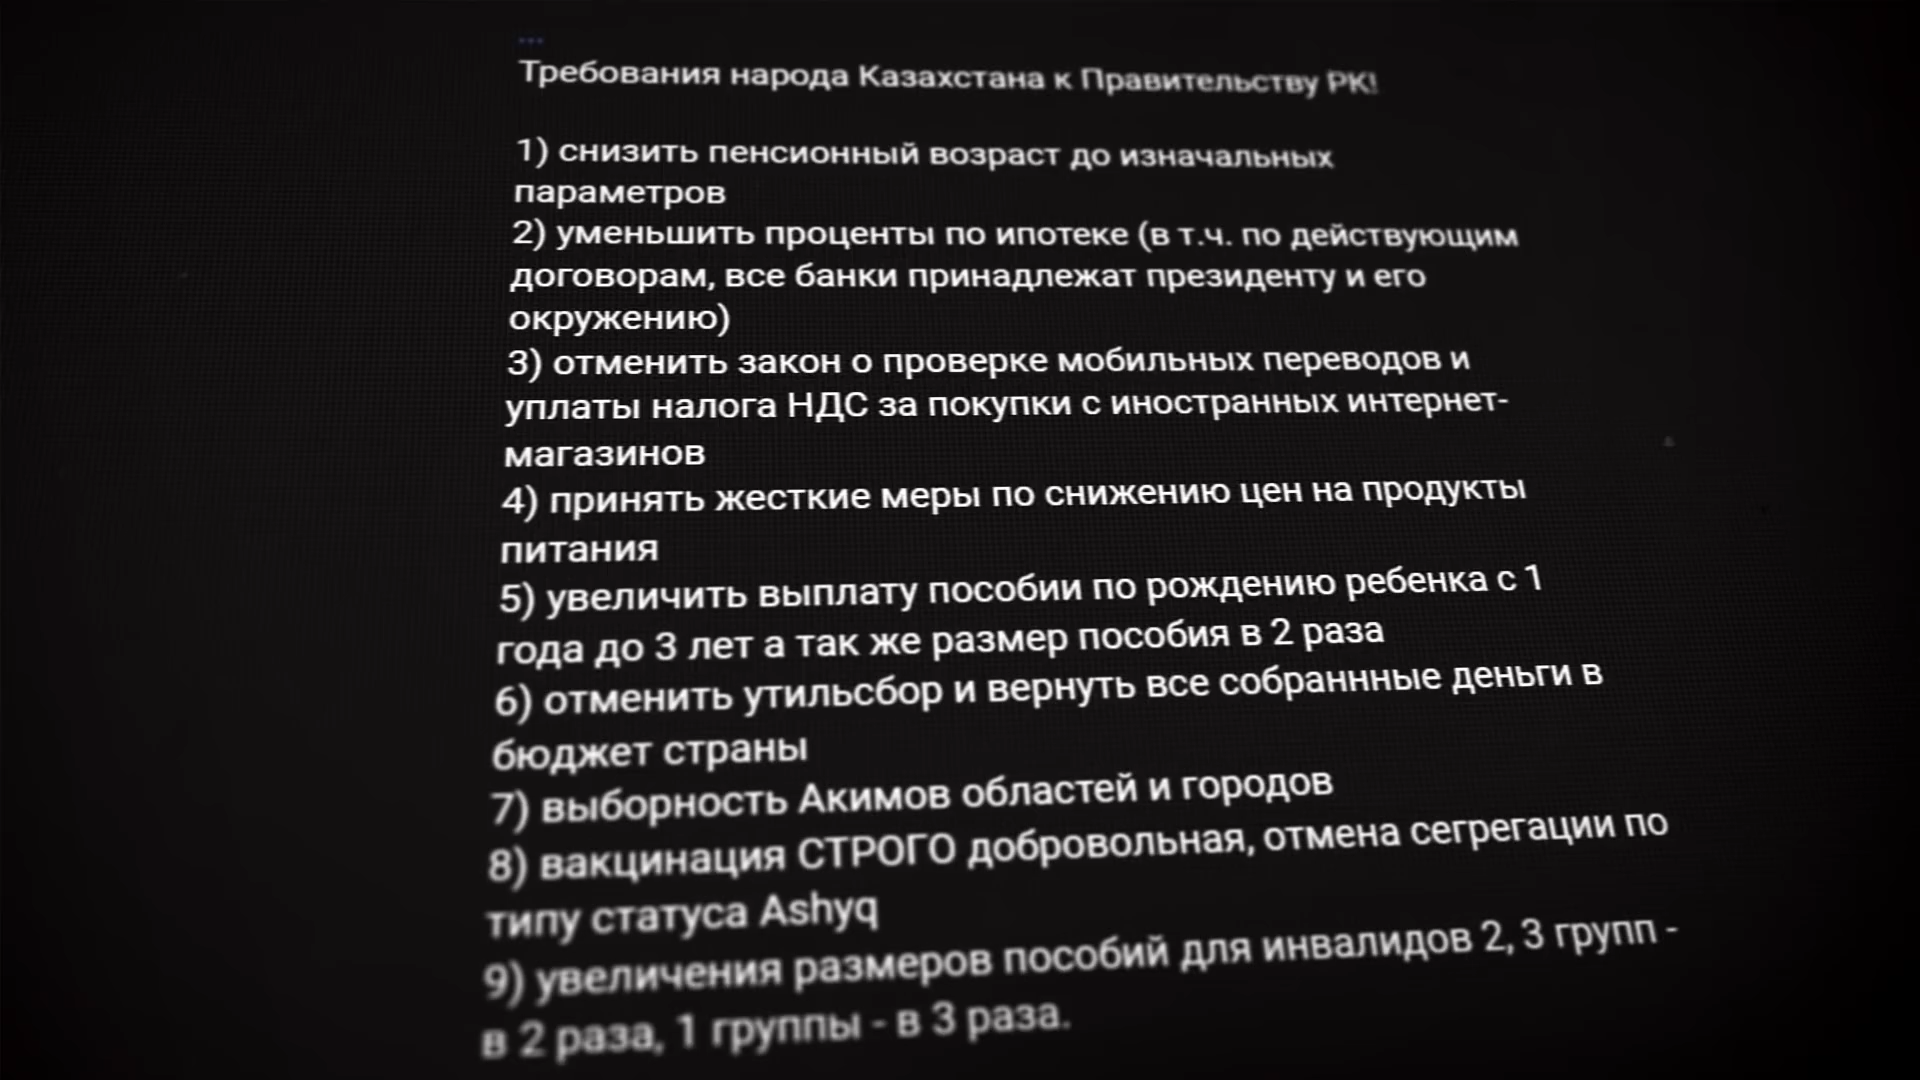 ...
Требования народа Казахстана к Правительству РК!
1) снизить пенсионный возраст до изначальных
параметров
2) уменьшить проценты по ипотеке (в т.ч. по действующим
договорам, все банки принадлежат президенту и его
окружению)
3) отменить закон о проверке мобильных переводов и
уплаты налога НДС за покупки с иностранных интернет-
магазинов
4) принять жесткие меры по снижению цен на продукты
питания
5) увеличить выплату пособии по рождению ребенка с 1
года до 3 лет а так же размер пособия в 2 раза
6) отменить утильсбор и вернуть все собраннные деньги в
бюджет страны
7) выборность Акимов областей и городов
8) вакцинация СТРОГО добровольная, отмена сегрегации по
типу статуса Ashyq
9) увеличения размеров пособий для инвалидов 2, 3 групп -
в 2 раза, 1 группы - в 3 раза.